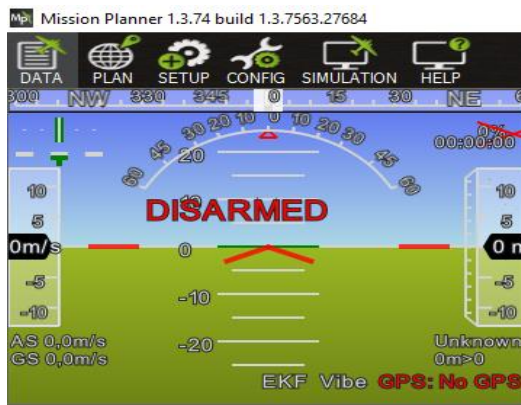 Mp Mission Planner 1.3.74 build 1.3.7563.27684
DATA PLAN SETUP CONFIG SIMULATION HELP
300 NW 330 345 0 15 30 NE
60 45 30 20 10 0 10 20 30 45 60
0%
00:00:00
20
10 10
DISARMED
5 5
0m/s 0 0 m
-5 -5
-10 -10 -10
AS 0,0m/s -20 Unknown
GS 0,0m/s 0m>0
EKF Vibe GPS: No GPS